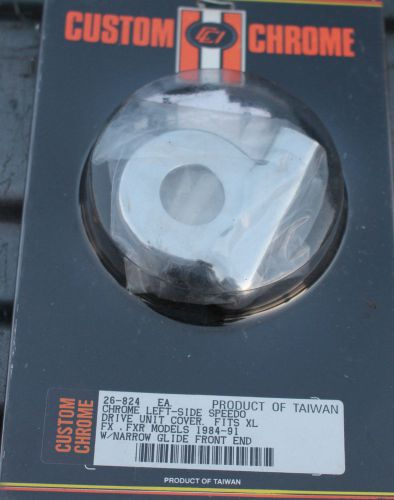 CUSTOM CCI CHROME
26-824 EA. PRODUCT OF TAIWAN
CHROME LEFT-SIDE SPEEDO
DRIVE UNIT COVER. FITS XL
FX . FXR MODELS 1984-91
W/NARROW GLIDE FRONT END
CUSTOM
CHROME
PRODUCT OF TAIWAN